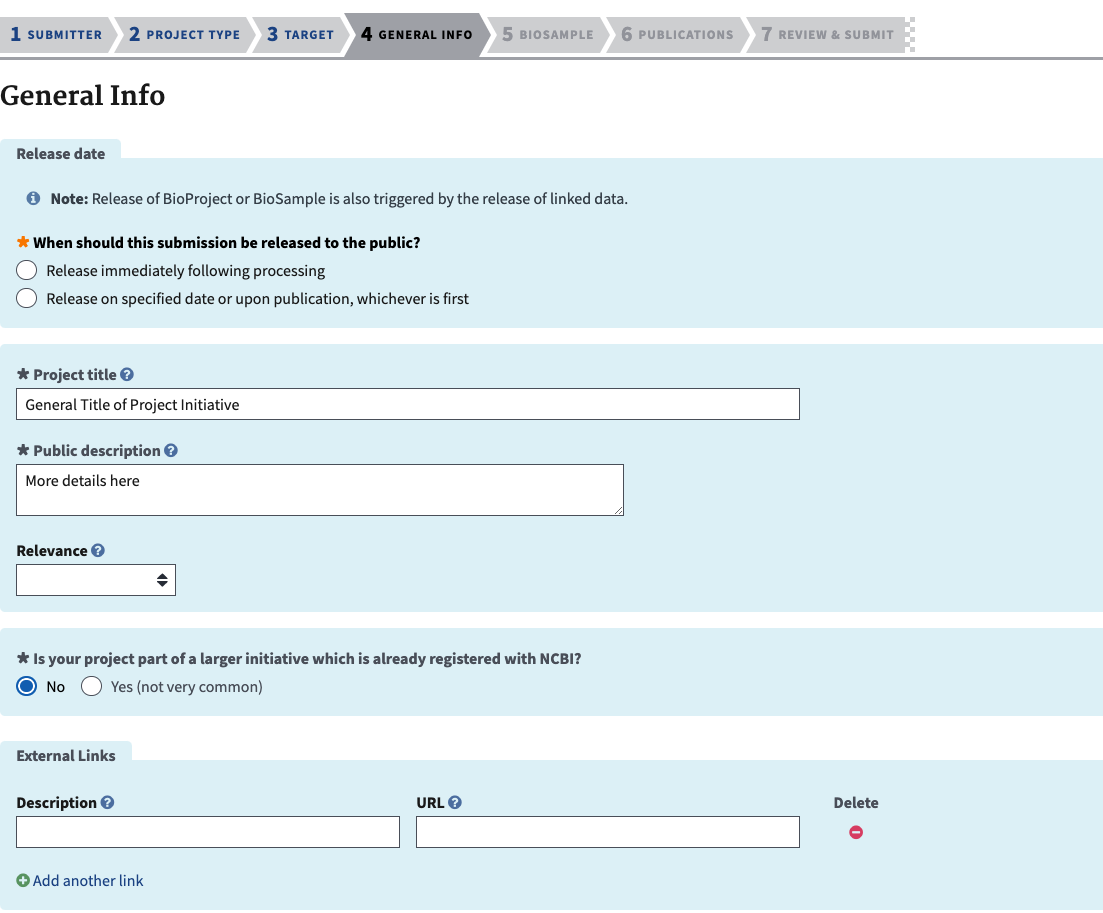 1 SUBMITTER 2 PROJECT TYPE 3 TARGET 4 GENERAL INFO 5 BIOSAMPLE 6 PUBLICATIONS 7 REVIEW & SUBMIT
General Info
Release date
Note: Release of BioProject or BioSample is also triggered by the release of linked data.
* When should this submission be released to the public?
Release immediately following processing
Release on specified date or upon publication, whichever is first
* Project title ?
General Title of Project Initiative
* Public description ?
More details here
Relevance ?
* Is your project part of a larger initiative which is already registered with NCBI?
No Yes (not very common)
External Links
Description ? URL ? Delete
Add another link